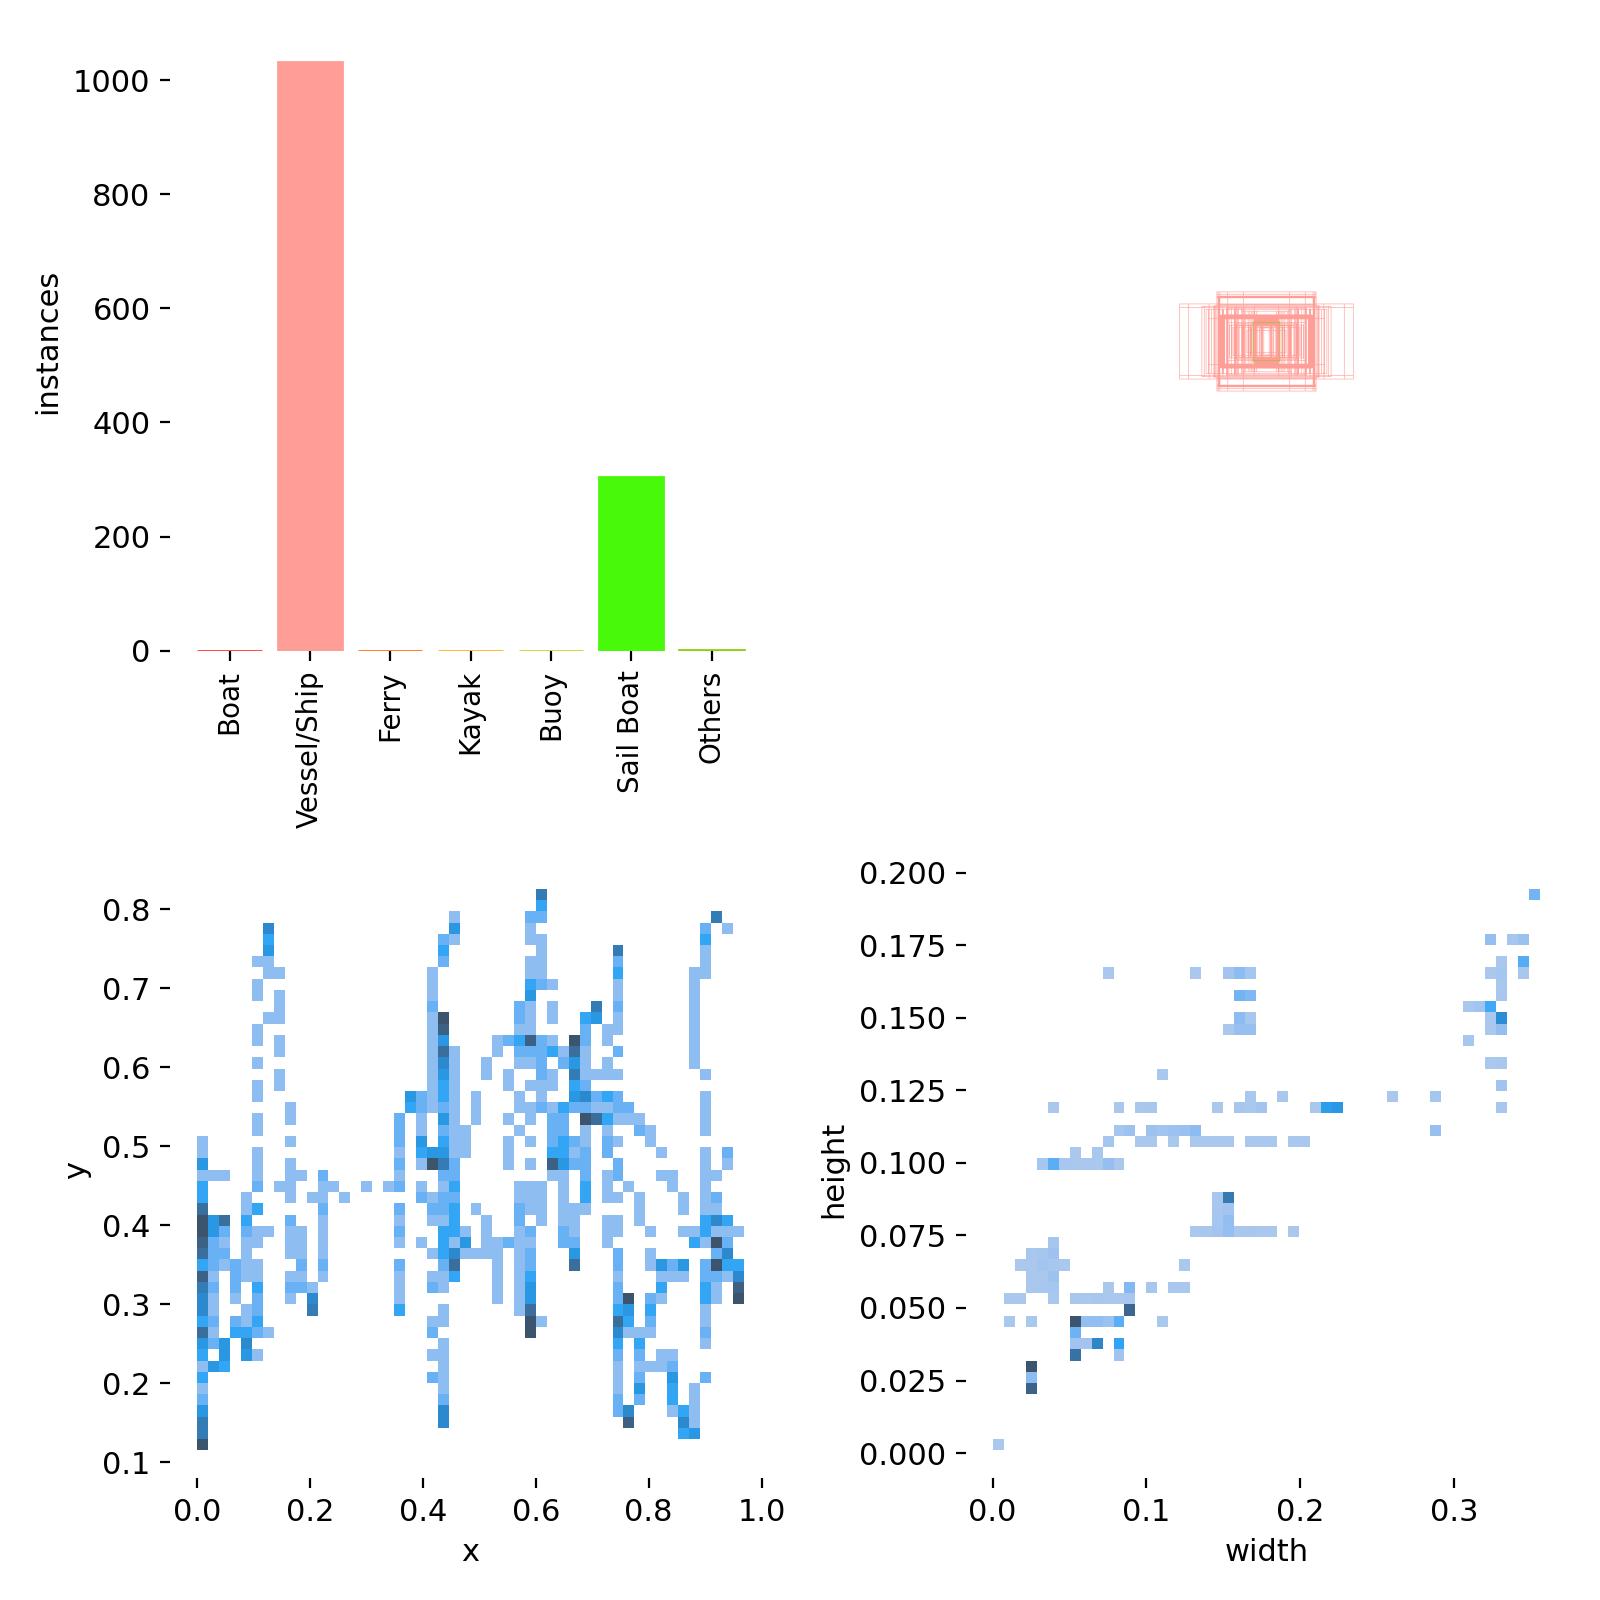 1000
800
600
400
200
0
instances
Boat
Vessel/Ship
Ferry
Kayak
Buoy
Sail Boat
Others
0.8
0.7
0.6
0.5
0.4
0.3
0.2
0.1
y
0.0 0.2 0.4 0.6 0.8 1.0
x
0.200
0.175
0.150
0.125
0.100
0.075
0.050
0.025
0.000
height
0.0 0.1 0.2 0.3
width